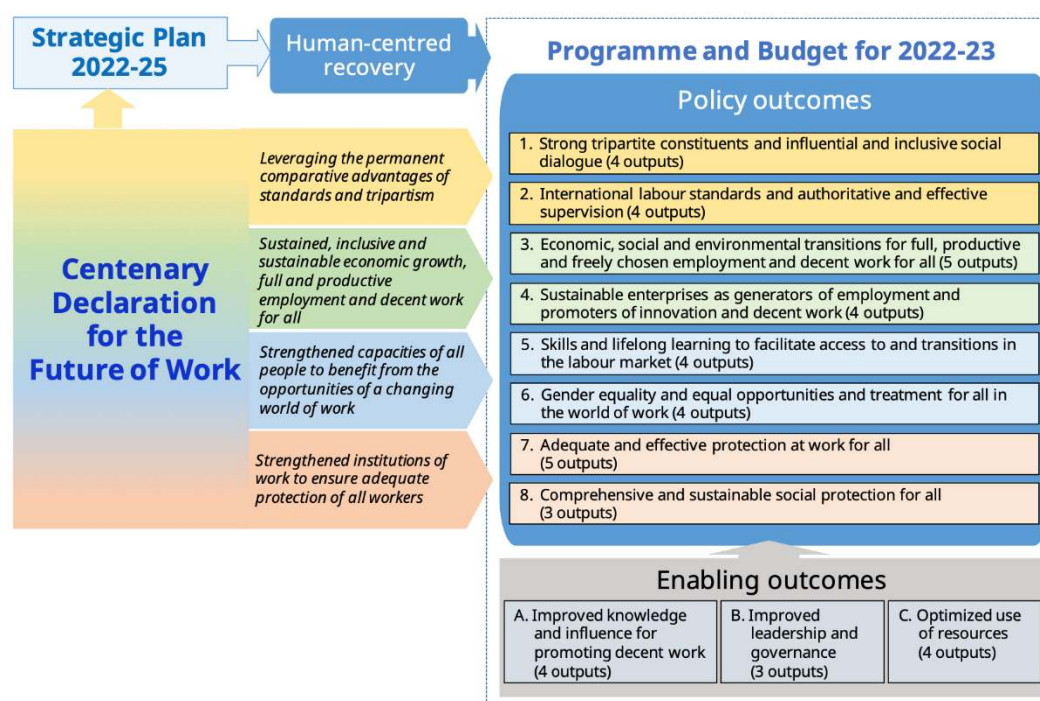 Strategic Plan
2022-25
Human-centred
recovery
Programme and Budget for 2022-23
Policy outcomes
Centenary
Declaration
for the
Future of Work
Leveraging the permanent
comparative advantages of
standards and tripartism
Sustained, inclusive and
sustainable economic growth,
full and productive
employment and decent work
for all
Strengthened capacities of all
people to benefit from the
opportunities of a changing
world of work
Strengthened institutions of
work to ensure adequate
protection of all workers
1. Strong tripartite constituents and influential and inclusive social
dialogue (4 outputs)
2. International labour standards and authoritative and effective
supervision (4 outputs)
3. Economic, social and environmental transitions for full, productive
and freely chosen employment and decent work for all (5 outputs)
4. Sustainable enterprises as generators of employment and
promoters of innovation and decent work (4 outputs)
5. Skills and lifelong learning to facilitate access to and transitions in
the labour market (4 outputs)
6. Gender equality and equal opportunities and treatment for all in
the world of work (4 outputs)
7. Adequate and effective protection at work for all
(5 outputs)
8. Comprehensive and sustainable social protection for all
(3 outputs)
Enabling outcomes
A. Improved knowledge
and influence for
promoting decent work
(4 outputs)
B. Improved
leadership and
governance
(3 outputs)
C. Optimized use
of resources
(4 outputs)